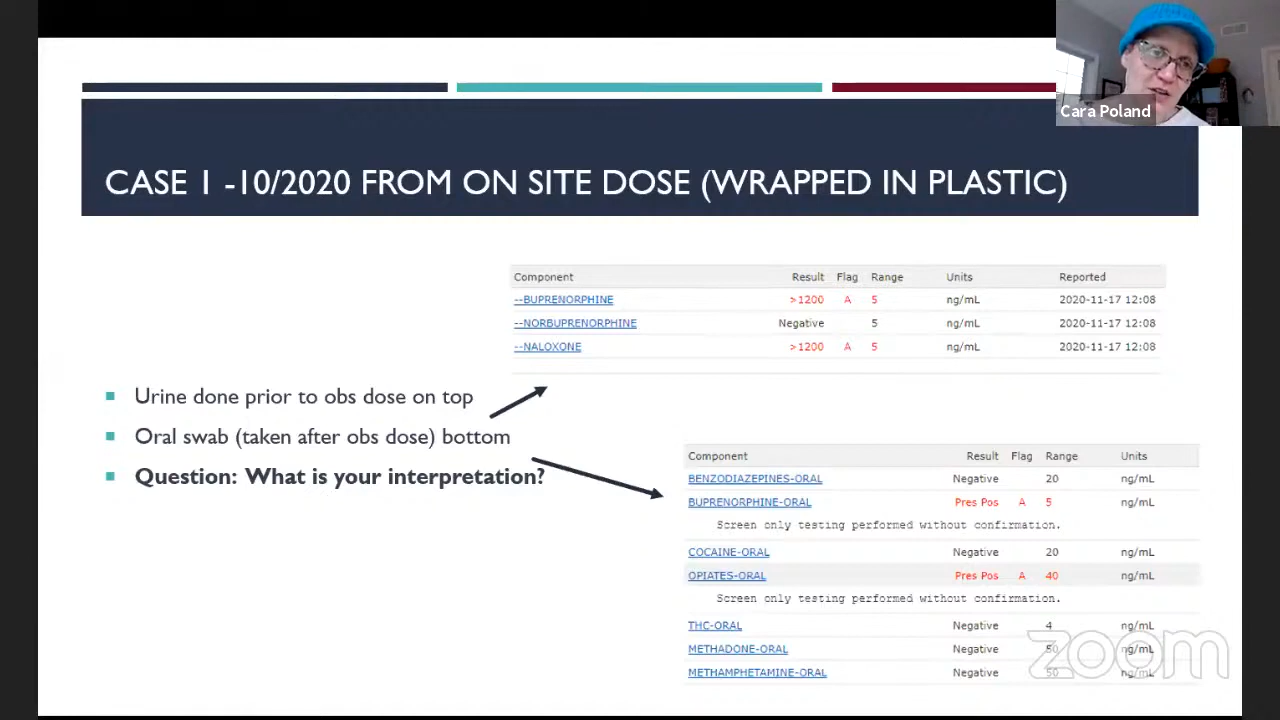 Cara Poland
CASE 1 -10/2020 FROM ON SITE DOSE (WRAPPED IN PLASTIC)
Component Result Flag Range Units Reported
--BUPRENORPHINE >1200 A 5 ng/mL 2020-11-17 12:08
--NORBUPRENORPHINE Negative 5 ng/mL 2020-11-17 12:08
--NALOXONE >1200 A 5 ng/mL 2020-11-17 12:08
Urine done prior to obs dose on top
Oral swab (taken after obs dose) bottom
Question: What is your interpretation?
Component Result Flag Range Units
BENZODIAZEPINES-ORAL Negative 20 ng/mL
BUPRENORPHINE-ORAL Pres Pos A 5 ng/mL
Screen only testing performed without confirmation.
COCAINE-ORAL Negative 20 ng/mL
OPIATES-ORAL Pres Pos A 40 ng/mL
Screen only testing performed without confirmation.
THC-ORAL Negative 4 ng/mL
METHADONE-ORAL Negative 50 ng/mL
METHAMPHETAMINE-ORAL Negative 50 ng/mL
zoom